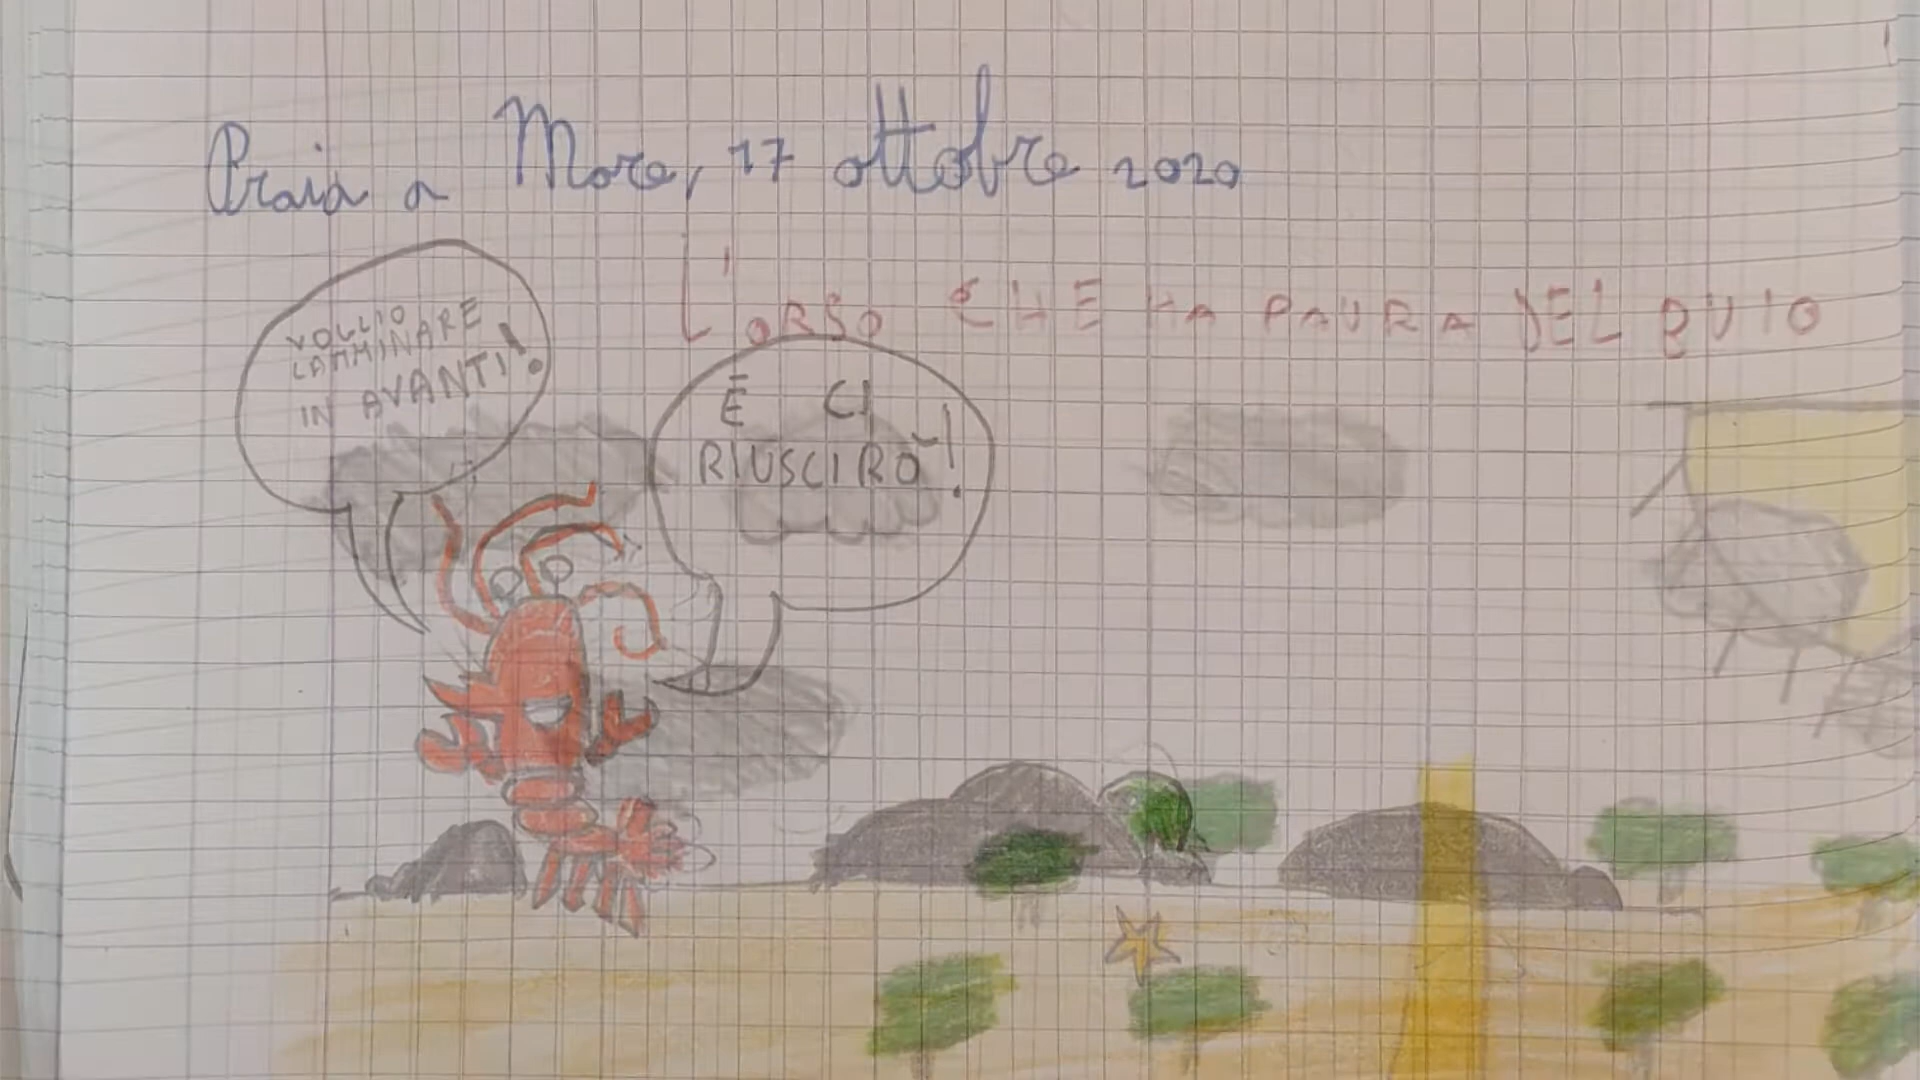 Praia a Mare, 17 ottobre 2020
L'ORSO CHE HA PAURA DEL BUIO
VOLLIO
CAMMINARE
IN AVANTI!
È CI
RIUSCIRÒ!